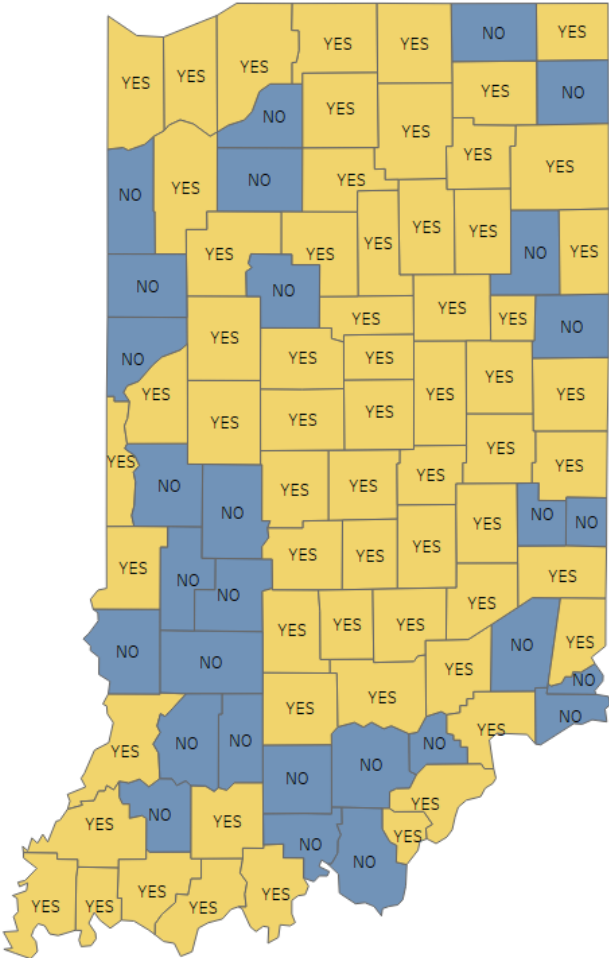 YES YES YES YES YES NO YES
NO YES YES YES NO
NO YES NO YES YES YES
YES YES YES YES YES NO YES
NO NO YES YES YES NO
NO YES YES YES YES
YES YES YES YES YES YES
YES NO NO YES YES YES YES YES
YES NO NO
YES NO NO YES YES YES YES
YES YES YES YES NO YES
NO NO YES YES YES NO
YES NO NO NO YES NO
NO NO YES
YES NO YES NO YES
YES YES YES YES YES NO